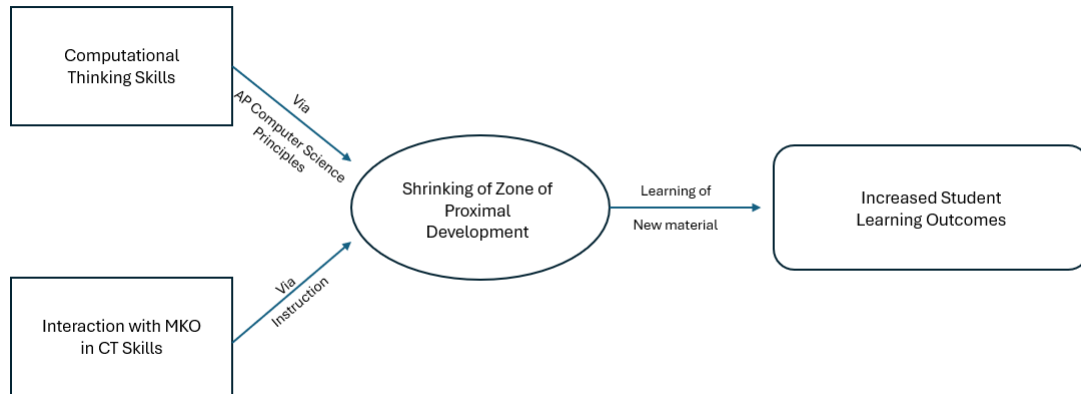 Computational
Thinking Skills
Via
AP Computer Science
Principles
Shrinking of Zone of
Proximal
Development
Learning of
New material
Increased Student
Learning Outcomes
Via
Instruction
Interaction with MKO
in CT Skills